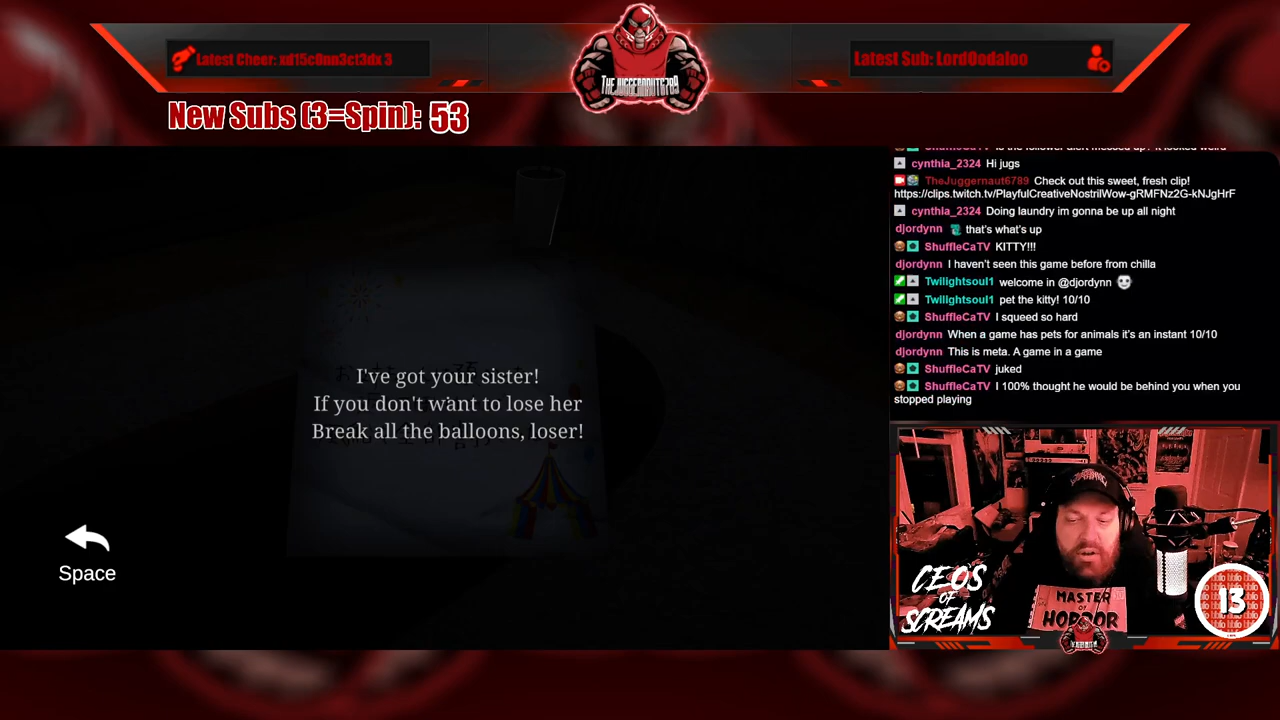 Latest Cheer: xd15c0nn3ct3dx 3
THEJUGGERNAUT6789
Latest Sub: LordOodaloo
New Subs (3=Spin): 53
cynthia_2324 Hi jugs
TheJuggernaut6789 Check out this sweet, fresh clip!
https://clips.twitch.tv/PlayfulCreativeNostrilWow-gRMFNz2G-kNJgHrF
cynthia_2324 Doing laundry im gonna be up all night
djordynn that's what's up
ShuffleCaTV KITTY!!!
djordynn I haven't seen this game before from chilla
Twilightsoul1 welcome in @djordynn
Twilightsoul1 pet the kitty! 10/10
ShuffleCaTV I squeed so hard
djordynn When a game has pets for animals it's an instant 10/10
djordynn This is meta. A game in a game
ShuffleCaTV juked
ShuffleCaTV I 100% thought he would be behind you when you
stopped playing
I've got your sister!
If you don't want to lose her
Break all the balloons, loser!
Space
CEOS
OF
SCREAMS
MASTER
OF
HORROR
13